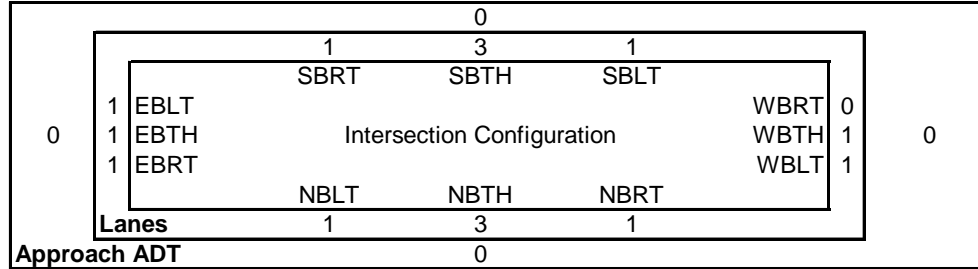 0
1 3 1
SBRT SBTH SBLT
1 EBLT WBRT 0
0 1 EBTH Intersection Configuration WBTH 1 0
1 EBRT WBLT 1
NBLT NBTH NBRT
Lanes 1 3 1
Approach ADT 0